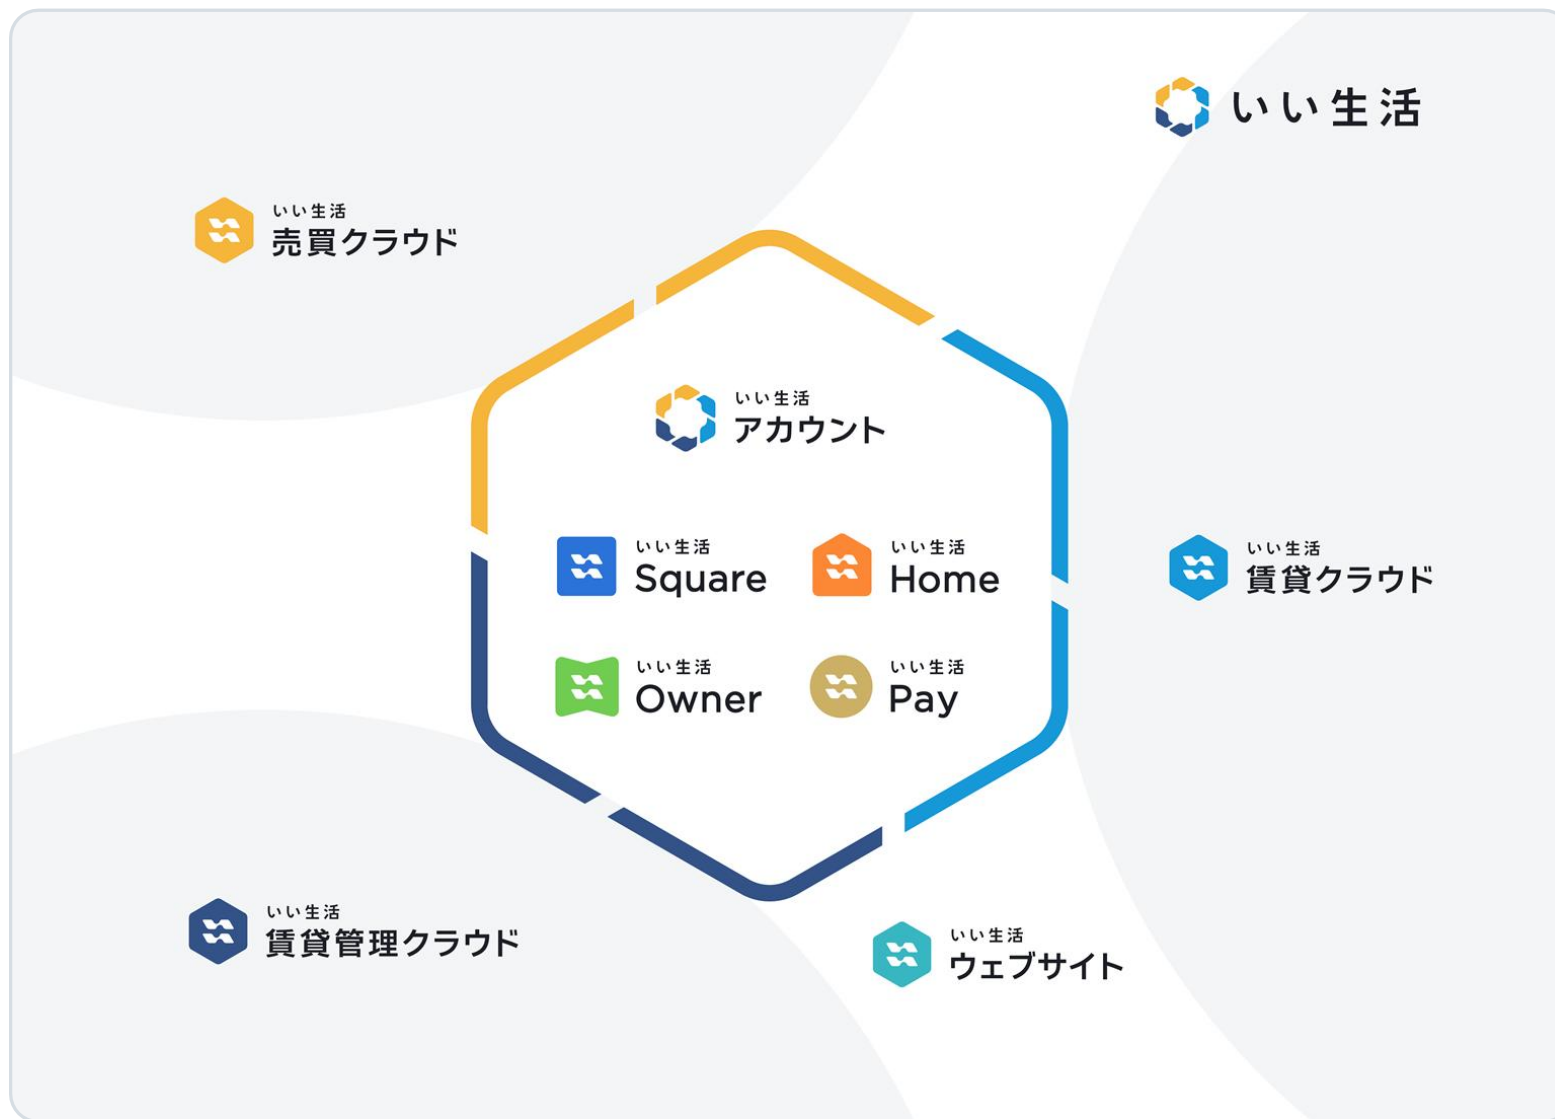 いい生活
いい生活
売買クラウド
いい生活
アカウント
いい生活
Square
いい生活
Home
いい生活
賃貸クラウド
いい生活
Owner
いい生活
Pay
いい生活
賃貸管理クラウド
いい生活
ウェブサイト